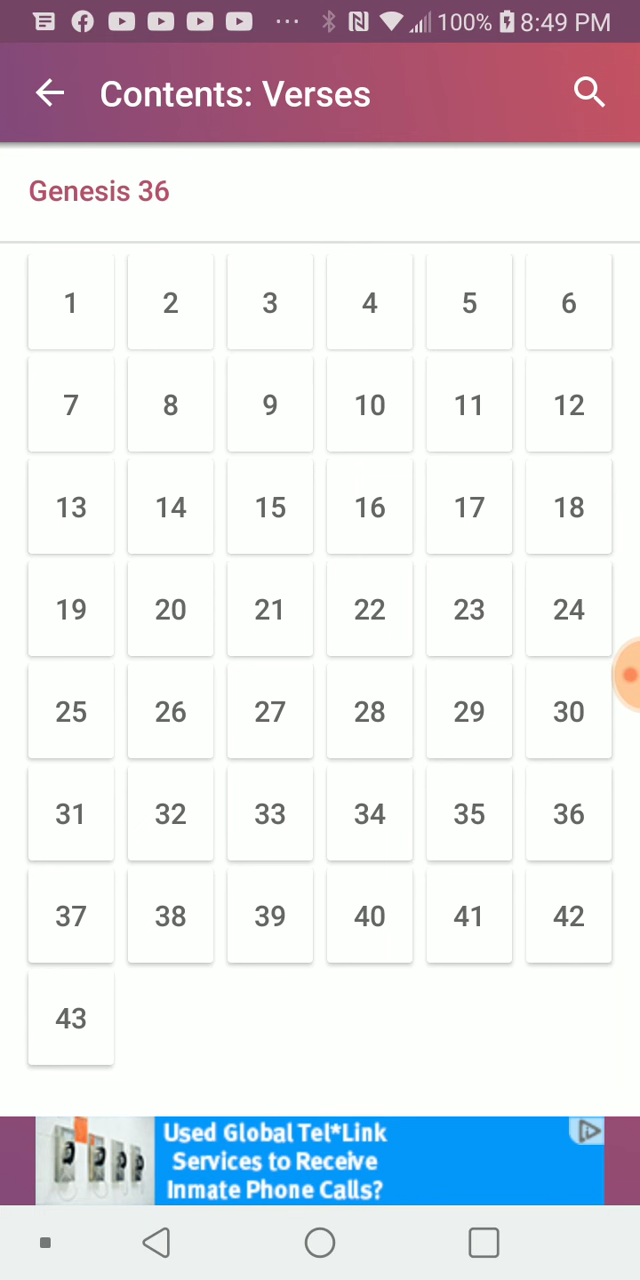 100% 8:49 PM
Contents: Verses
Genesis 36
1 2 3 4 5 6
7 8 9 10 11 12
13 14 15 16 17 18
19 20 21 22 23 24
25 26 27 28 29 30
31 32 33 34 35 36
37 38 39 40 41 42
43
Used Global Tel*Link
Services to Receive
Inmate Phone Calls?